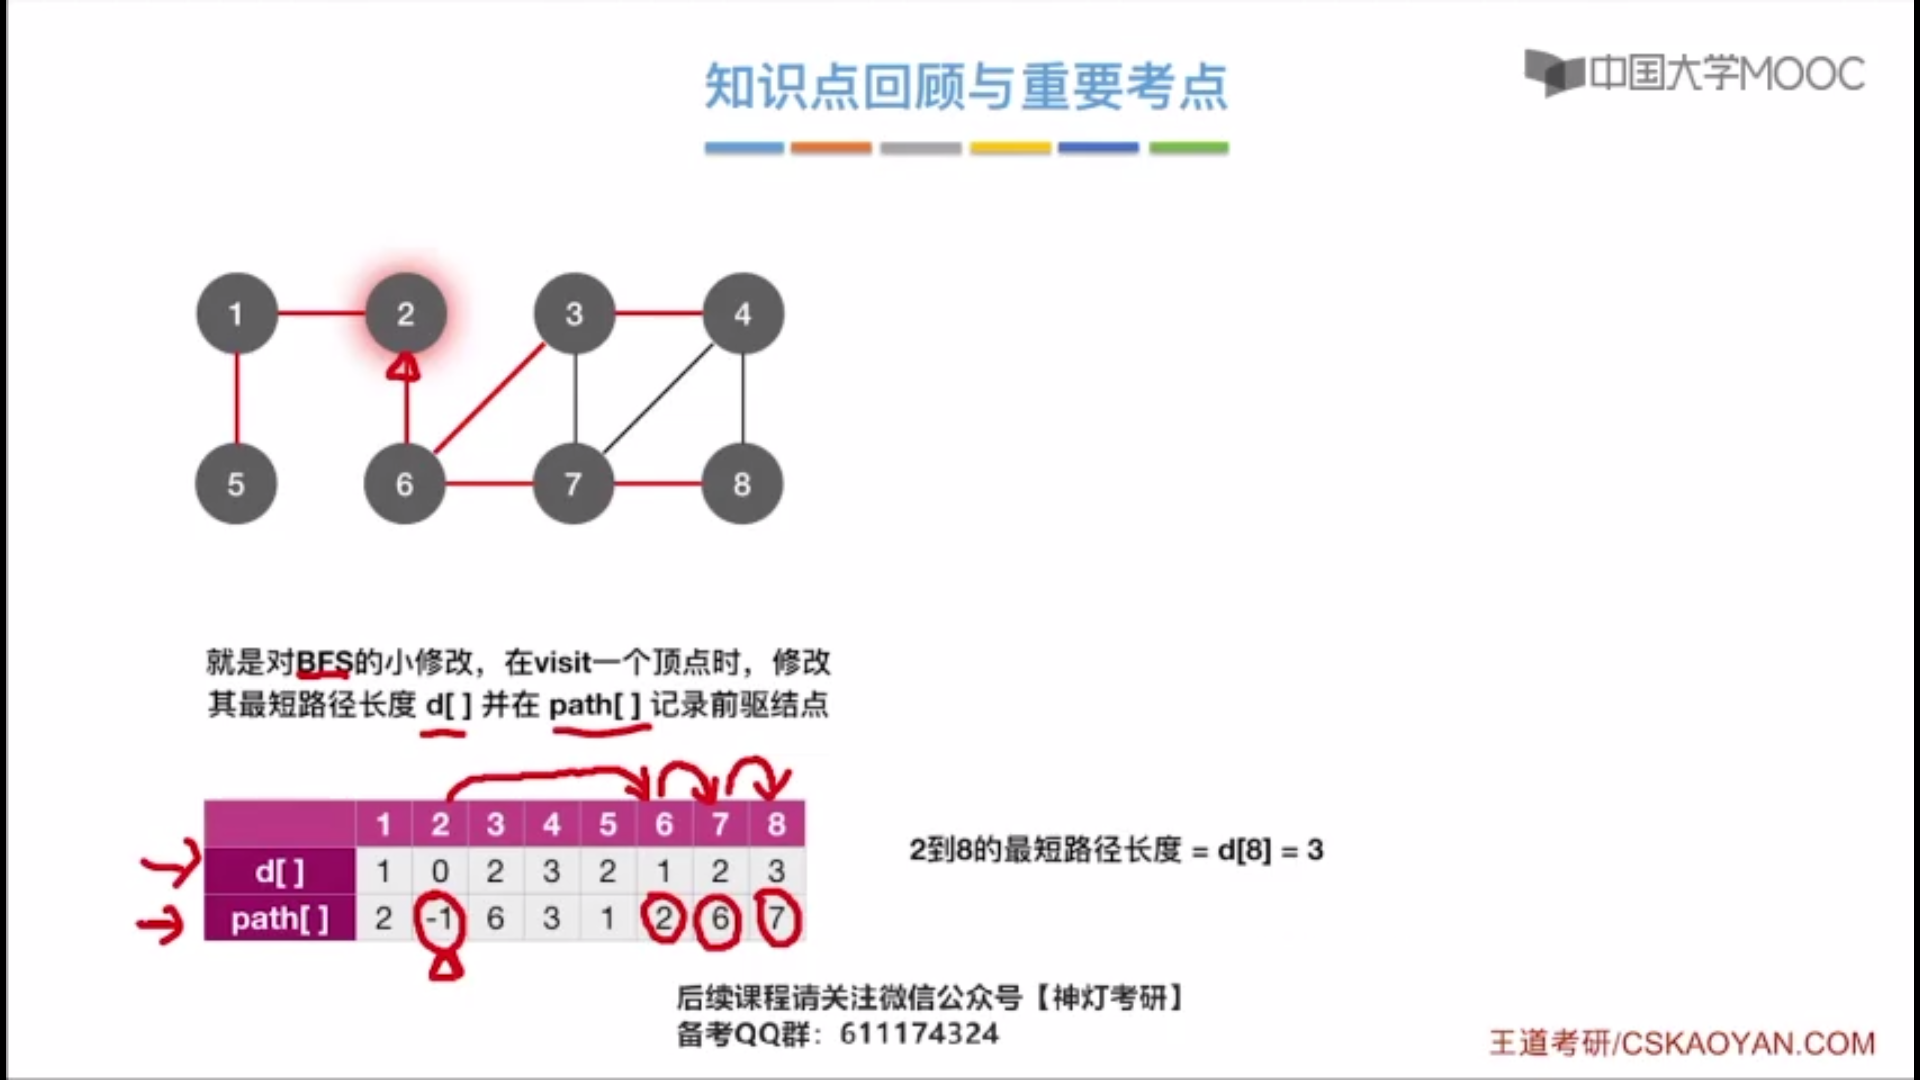 知识点回顾与重要考点
中国大学MOOC
1
2
3
4
5
6
7
8
就是对BFS的小修改，在visit一个顶点时，修改
其最短路径长度 d[ ] 并在 path[ ] 记录前驱结点
1 2 3 4 5 6 7 8
d[ ] 1 0 2 3 2 1 2 3
path[ ] 2 -1 6 3 1 2 6 7
2到8的最短路径长度 = d[8] = 3
后续课程请关注微信公众号【神灯考研】
备考QQ群：611174324
王道考研/CSKAOYAN.COM